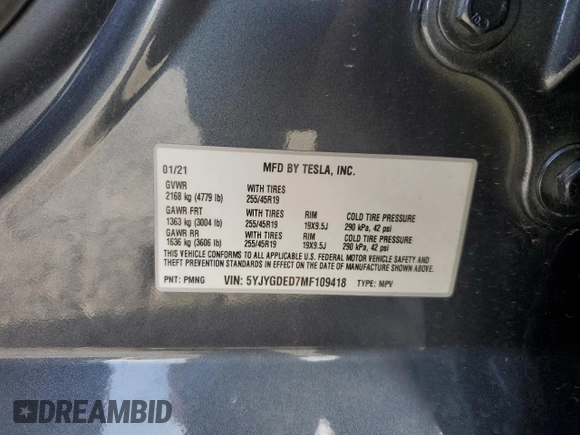 01/21 MFD BY TESLA, INC.
GVWR WITH TIRES
2168 kg (4779 lb) 255/45R19
GAWR FRT WITH TIRES RIM COLD TIRE PRESSURE
1363 kg (3004 lb) 255/45R19 19X9.5J 290 kPa, 42 psi
GAWR RR WITH TIRES RIM COLD TIRE PRESSURE
1636 kg (3606 lb) 255/45R19 19X9.5J 290 kPa, 42 psi
THIS VEHICLE CONFORMS TO ALL APPLICABLE U.S. FEDERAL MOTOR VEHICLE SAFETY AND
THEFT PREVENTION STANDARDS IN EFFECT ON THE DATE OF MANUFACTURE SHOWN ABOVE.
PNT: PMNG VIN: 5YJYGDED7MF109418 TYPE: MPV
DREAMBID